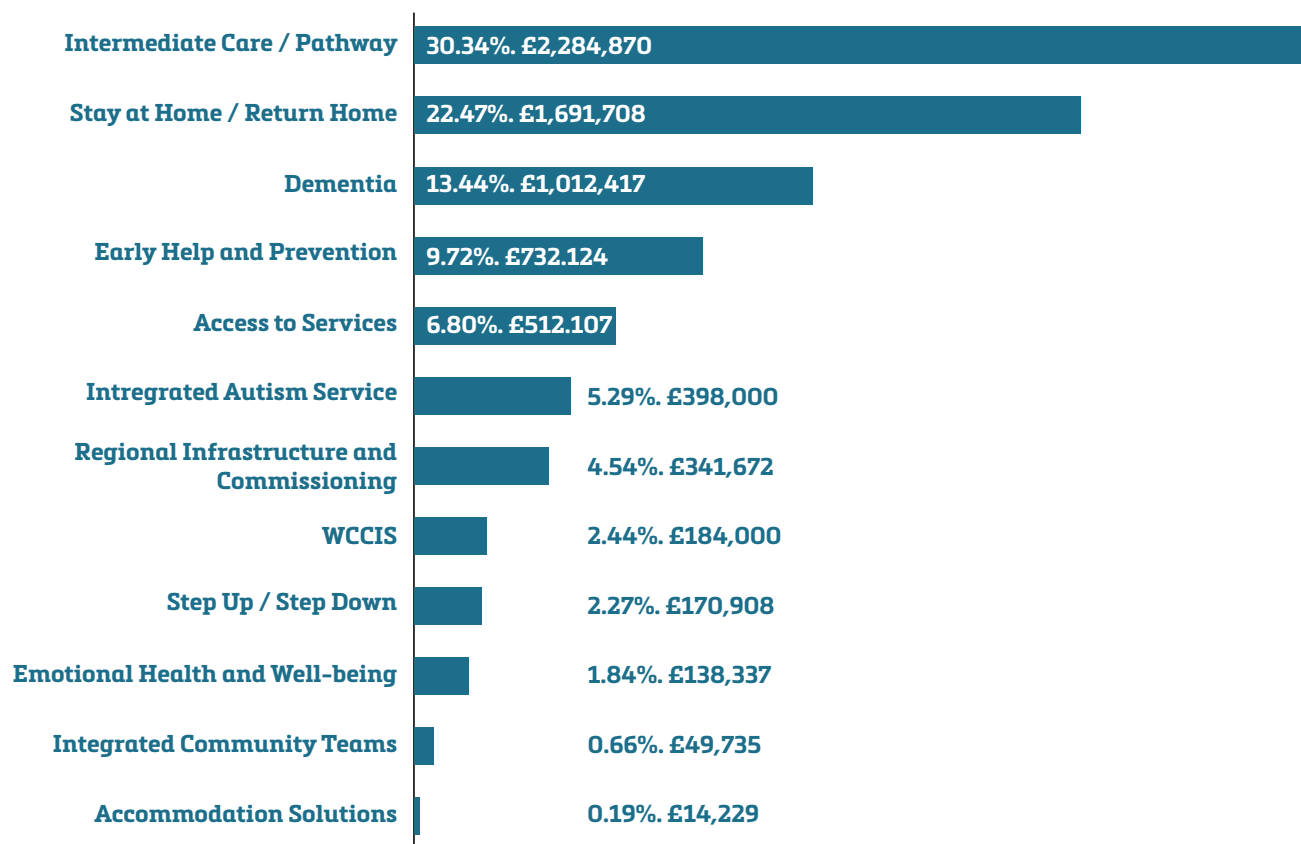 Intermediate Care / Pathway 30.34%. £2,284,870
Stay at Home / Return Home 22.47%. £1,691,708
Dementia 13.44%. £1,012,417
Early Help and Prevention 9.72%. £732.124
Access to Services 6.80%. £512.107
Intregrated Autism Service 5.29%. £398,000
Regional Infrastructure and
Commissioning 4.54%. £341,672
WCCIS 2.44%. £184,000
Step Up / Step Down 2.27%. £170,908
Emotional Health and Well-being 1.84%. £138,337
Integrated Community Teams 0.66%. £49,735
Accommodation Solutions 0.19%. £14,229